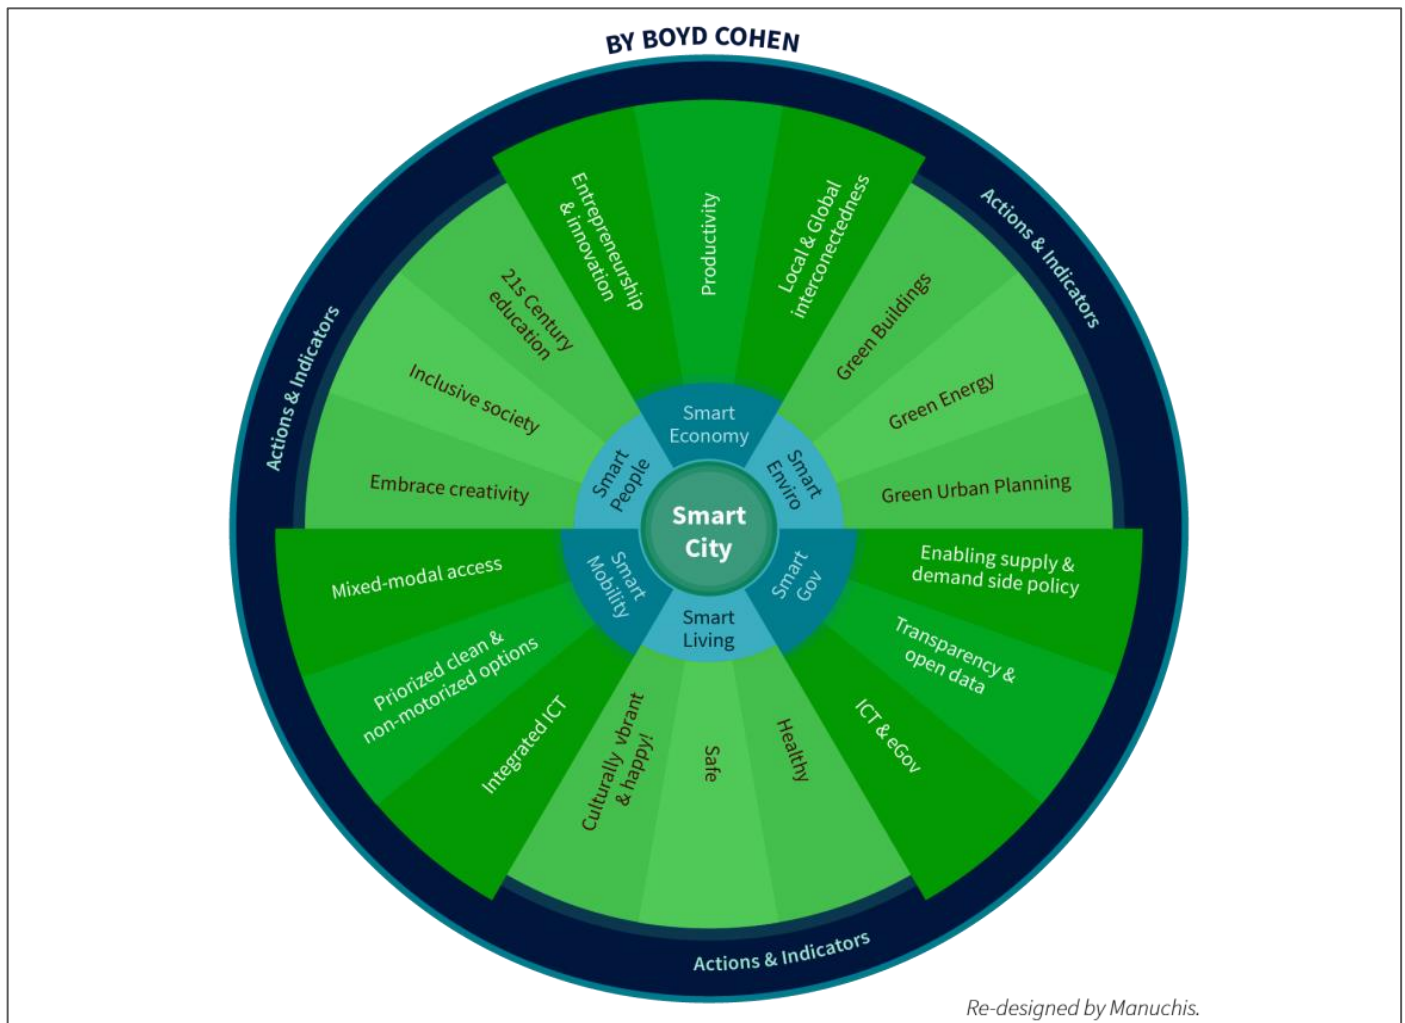 BY BOYD COHEN
Actions & Indicators
Entrepreneurship
& innovation
Productivity
Local & Global
interconnectedness
Actions & Indicators
21s Century
education
Inclusive society
Embrace creativity
Green Buildings
Green Energy
Green Urban Planning
Smart
Economy
Smart
People
Smart
Enviro
Smart
City
Smart
Mobility
Smart
Gov
Smart
Living
Mixed-modal access
Priorized clean &
non-motorized options
Integrated ICT
Enabling supply &
demand side policy
Transparency &
open data
ICT & eGov
Culturally vbrant
& happy!
Safe
Healthy
Actions & Indicators
Re-designed by Manuchis.